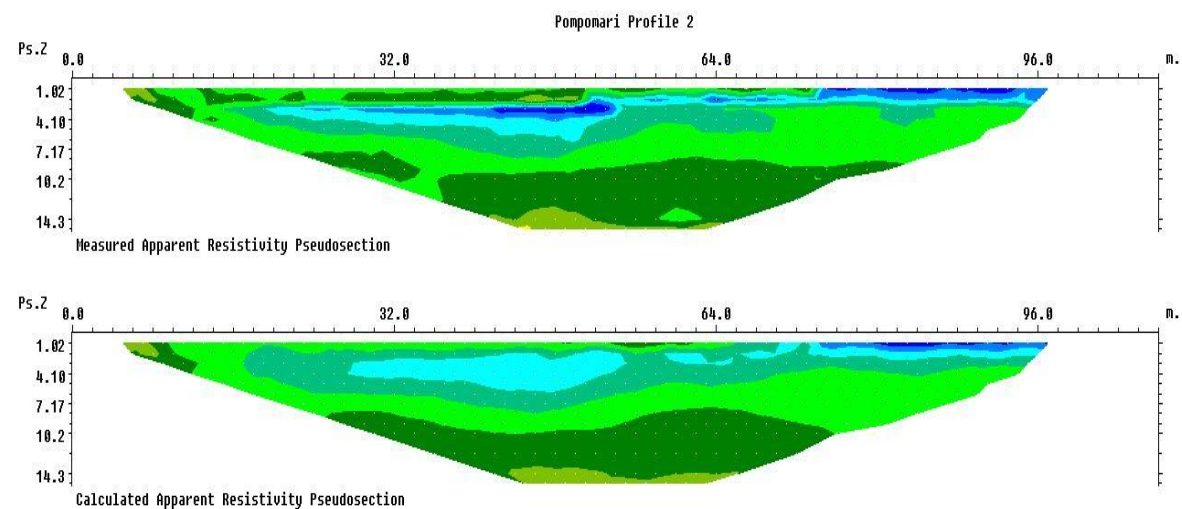 Pompomari Profile 2
Ps.Z 0.0 32.0 64.0 96.0 m.
1.02
4.18
7.17
10.2
14.3
Measured Apparent Resistivity Pseudosection
Ps.Z 0.0 32.0 64.0 96.0 m.
1.02
4.18
7.17
10.2
14.3
Calculated Apparent Resistivity Pseudosection